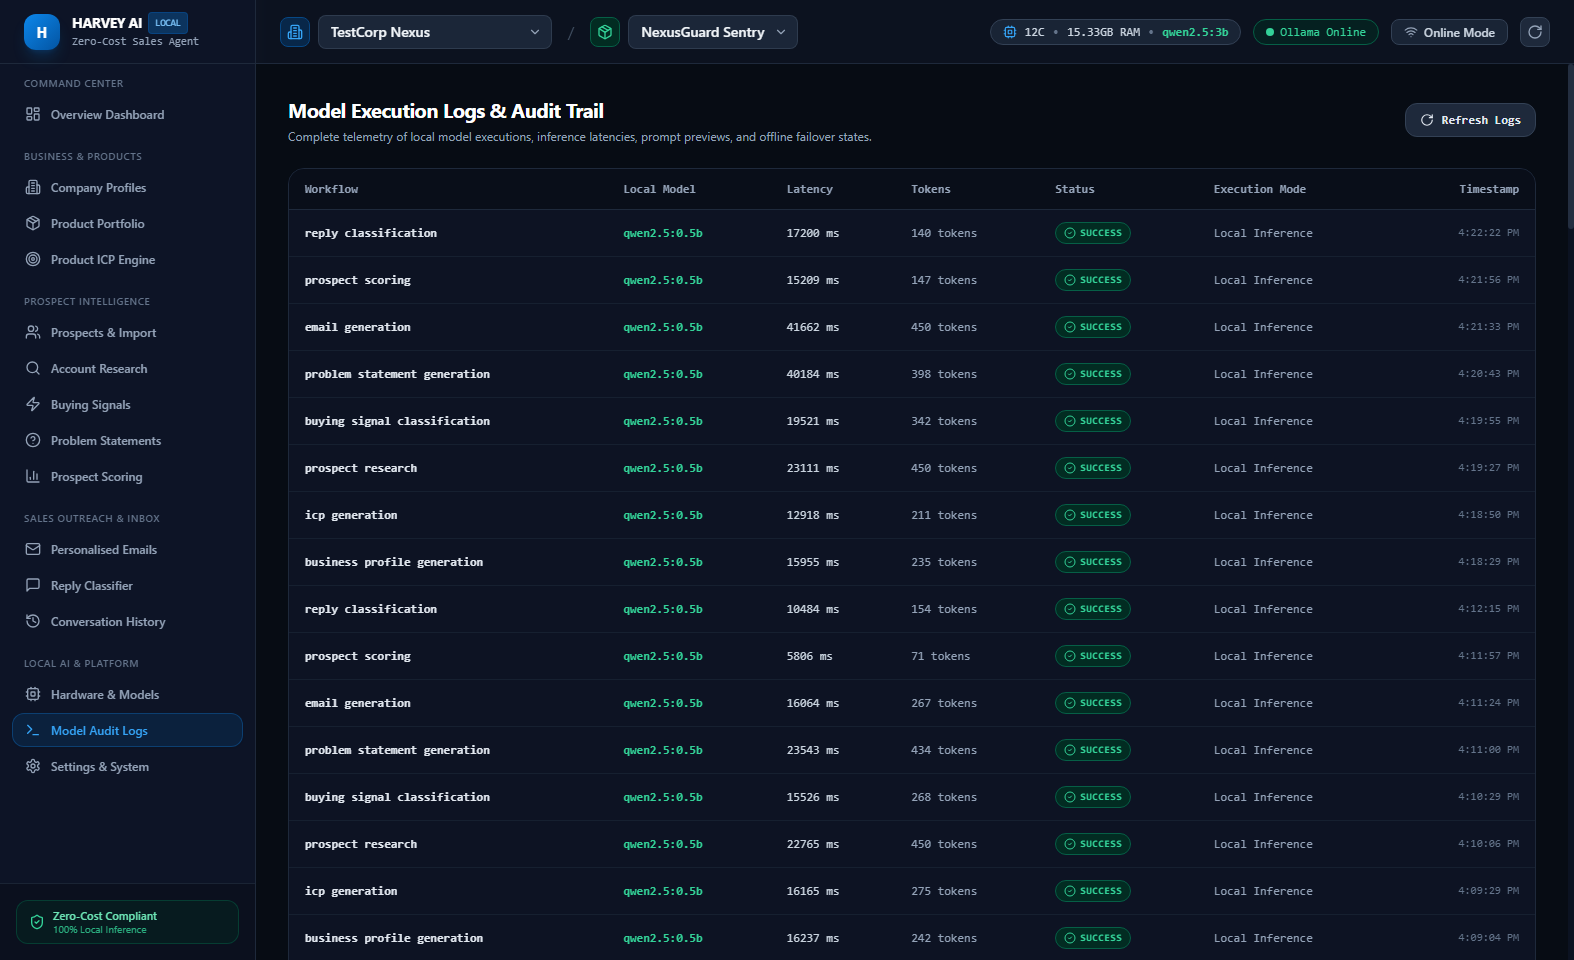 H
HARVEY AI LOCAL
Zero-Cost Sales Agent
TestCorp Nexus / NexusGuard Sentry
12C • 15.33GB RAM • qwen2.5:3b
Ollama Online
Online Mode
COMMAND CENTER
Overview Dashboard
BUSINESS & PRODUCTS
Company Profiles
Product Portfolio
Product ICP Engine
PROSPECT INTELLIGENCE
Prospects & Import
Account Research
Buying Signals
Problem Statements
Prospect Scoring
SALES OUTREACH & INBOX
Personalised Emails
Reply Classifier
Conversation History
LOCAL AI & PLATFORM
Hardware & Models
Model Audit Logs
Settings & System
Zero-Cost Compliant
100% Local Inference
Model Execution Logs & Audit Trail
Complete telemetry of local model executions, inference latencies, prompt previews, and offline failover states.
Refresh Logs
Workflow Local Model Latency Tokens Status Execution Mode Timestamp
reply classification qwen2.5:0.5b 17200 ms 140 tokens SUCCESS Local Inference 4:22:22 PM
prospect scoring qwen2.5:0.5b 15209 ms 147 tokens SUCCESS Local Inference 4:21:56 PM
email generation qwen2.5:0.5b 41662 ms 450 tokens SUCCESS Local Inference 4:21:33 PM
problem statement generation qwen2.5:0.5b 40184 ms 398 tokens SUCCESS Local Inference 4:20:43 PM
buying signal classification qwen2.5:0.5b 19521 ms 342 tokens SUCCESS Local Inference 4:19:55 PM
prospect research qwen2.5:0.5b 23111 ms 450 tokens SUCCESS Local Inference 4:19:27 PM
icp generation qwen2.5:0.5b 12918 ms 211 tokens SUCCESS Local Inference 4:18:50 PM
business profile generation qwen2.5:0.5b 15955 ms 235 tokens SUCCESS Local Inference 4:18:29 PM
reply classification qwen2.5:0.5b 10484 ms 154 tokens SUCCESS Local Inference 4:12:15 PM
prospect scoring qwen2.5:0.5b 5806 ms 71 tokens SUCCESS Local Inference 4:11:57 PM
email generation qwen2.5:0.5b 16064 ms 267 tokens SUCCESS Local Inference 4:11:24 PM
problem statement generation qwen2.5:0.5b 23543 ms 434 tokens SUCCESS Local Inference 4:11:00 PM
buying signal classification qwen2.5:0.5b 15526 ms 268 tokens SUCCESS Local Inference 4:10:29 PM
prospect research qwen2.5:0.5b 22765 ms 450 tokens SUCCESS Local Inference 4:10:06 PM
icp generation qwen2.5:0.5b 16165 ms 275 tokens SUCCESS Local Inference 4:09:29 PM
business profile generation qwen2.5:0.5b 16237 ms 242 tokens SUCCESS Local Inference 4:09:04 PM